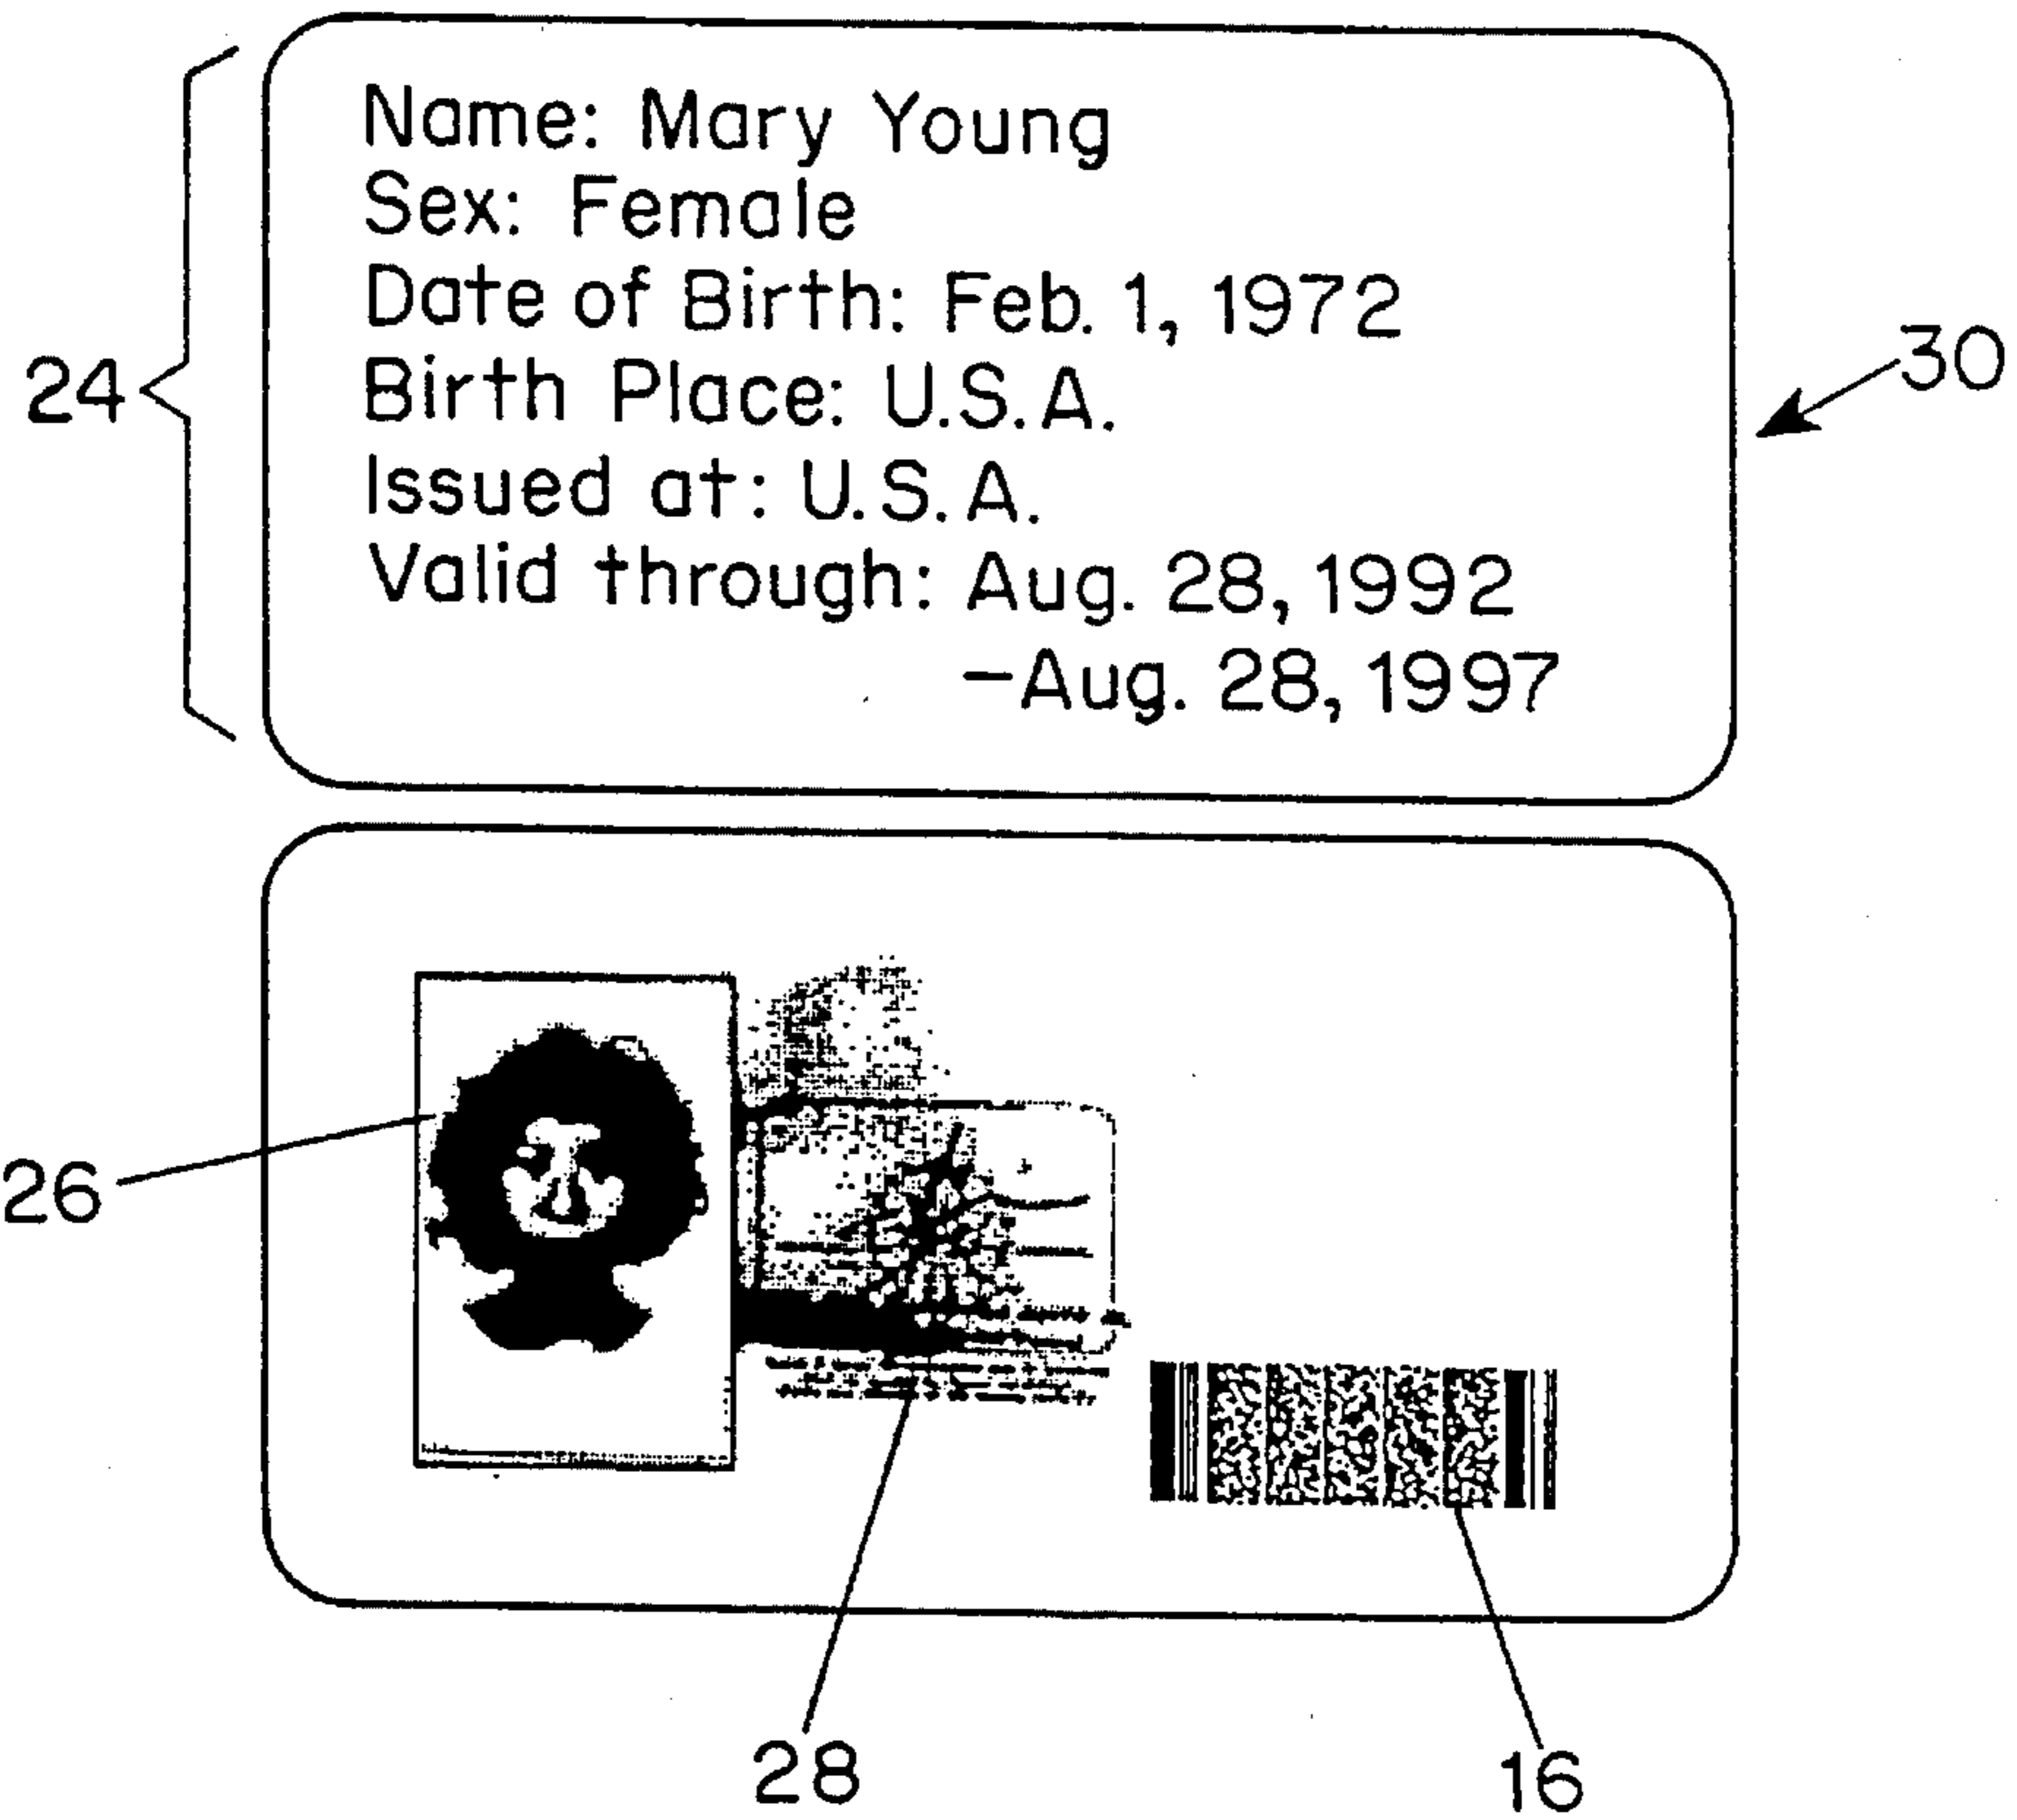 Name: Mary Young
Sex: Female
Date of Birth: Feb. 1, 1972
24
Birth Place: U.S.A.
30
Issued at: U.S.A.
Valid through: Aug. 28, 1992
–Aug. 28, 1997
26
28
16